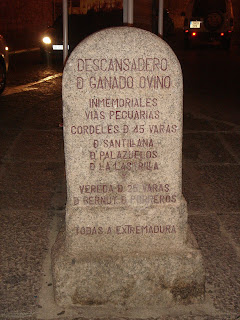 DESCANSADERO
D GANADO OVINO
INMEMORIALES
VIAS PECUARIAS
CORDELES D 45 VARAS
D SANTILLANA
D PALAZUELOS
D LA LASTRILLA
VEREDA D 25 VARAS
D BERNUY D PORREROS
TODAS A EXTREMADURA